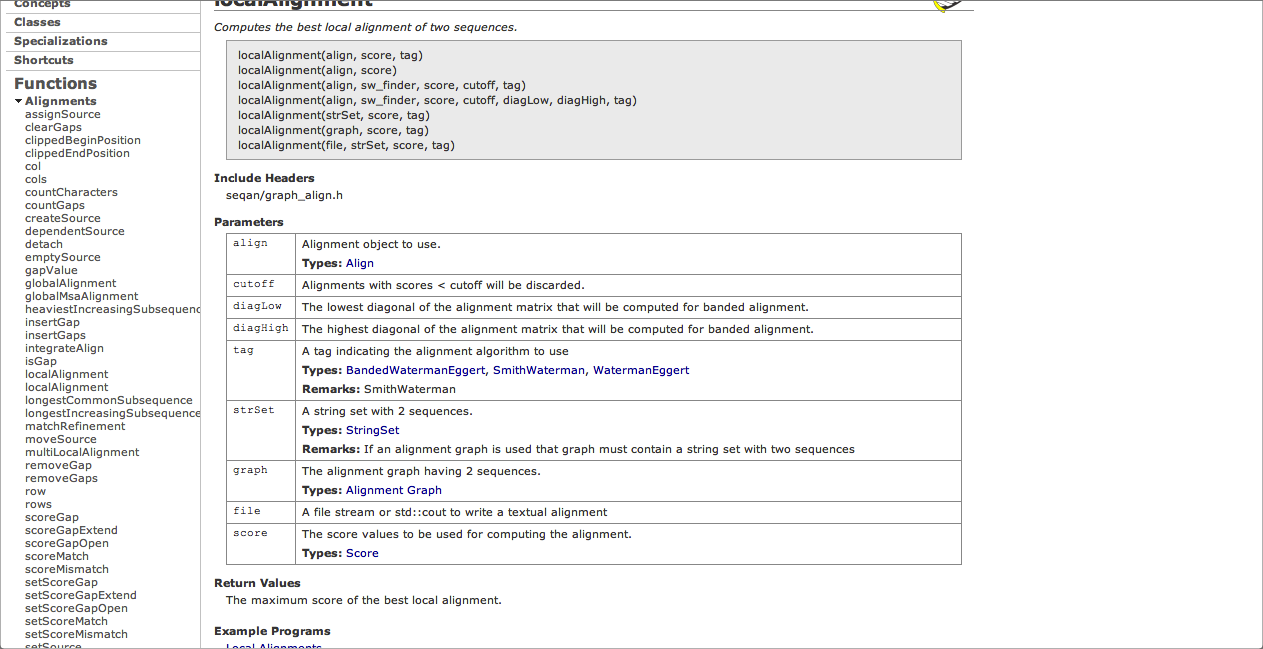 Concepts
Classes
Specializations
Shortcuts
Functions
Alignments
assignSource
clearGaps
clippedBeginPosition
clippedEndPosition
col
cols
countCharacters
countGaps
createSource
dependentSource
detach
emptySource
gapValue
globalAlignment
globalMsaAlignment
heaviestIncreasingSubsequenc
insertGap
insertGaps
integrateAlign
isGap
localAlignment
localAlignment
longestCommonSubsequence
longestIncreasingSubsequence
matchRefinement
moveSource
multiLocalAlignment
removeGap
removeGaps
row
rows
scoreGap
scoreGapExtend
scoreGapOpen
scoreMatch
scoreMismatch
setScoreGap
setScoreGapExtend
setScoreGapOpen
setScoreMatch
setScoreMismatch
setSource
localAlignment
Computes the best local alignment of two sequences.
localAlignment(align, score, tag)
localAlignment(align, score)
localAlignment(align, sw_finder, score, cutoff, tag)
localAlignment(align, sw_finder, score, cutoff, diagLow, diagHigh, tag)
localAlignment(strSet, score, tag)
localAlignment(graph, score, tag)
localAlignment(file, strSet, score, tag)
Include Headers
seqan/graph_align.h
Parameters
align Alignment object to use.
Types: Align
cutoff Alignments with scores < cutoff will be discarded.
diagLow The lowest diagonal of the alignment matrix that will be computed for banded alignment.
diagHigh The highest diagonal of the alignment matrix that will be computed for banded alignment.
tag A tag indicating the alignment algorithm to use
Types: BandedWatermanEggert, SmithWaterman, WatermanEggert
Remarks: SmithWaterman
strSet A string set with 2 sequences.
Types: StringSet
Remarks: If an alignment graph is used that graph must contain a string set with two sequences
graph The alignment graph having 2 sequences.
Types: Alignment Graph
file A file stream or std::cout to write a textual alignment
score The score values to be used for computing the alignment.
Types: Score
Return Values
The maximum score of the best local alignment.
Example Programs
Local Alignments